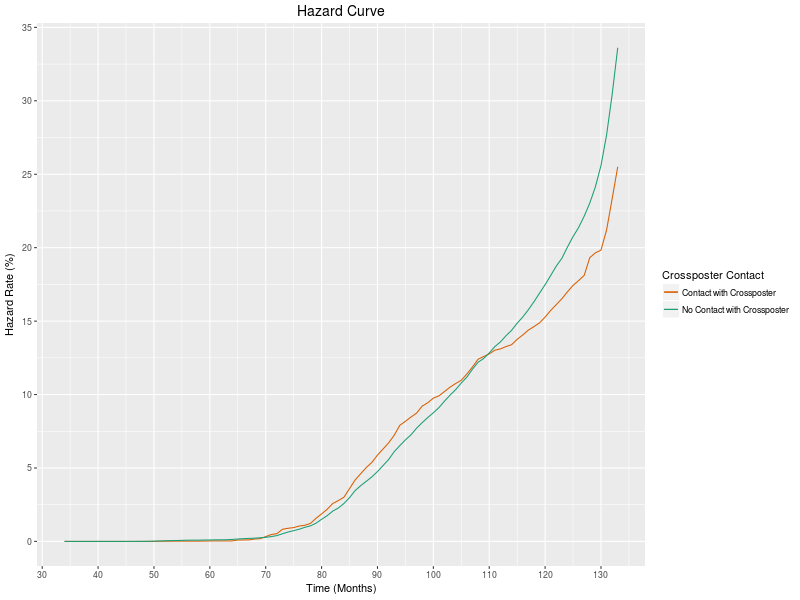 Hazard Curve
35
30
25
20
15
10
5
0
Hazard Rate (%)
30 40 50 60 70 80 90 100 110 120 130
Time (Months)
Crossposter Contact
Contact with Crossposter
No Contact with Crossposter